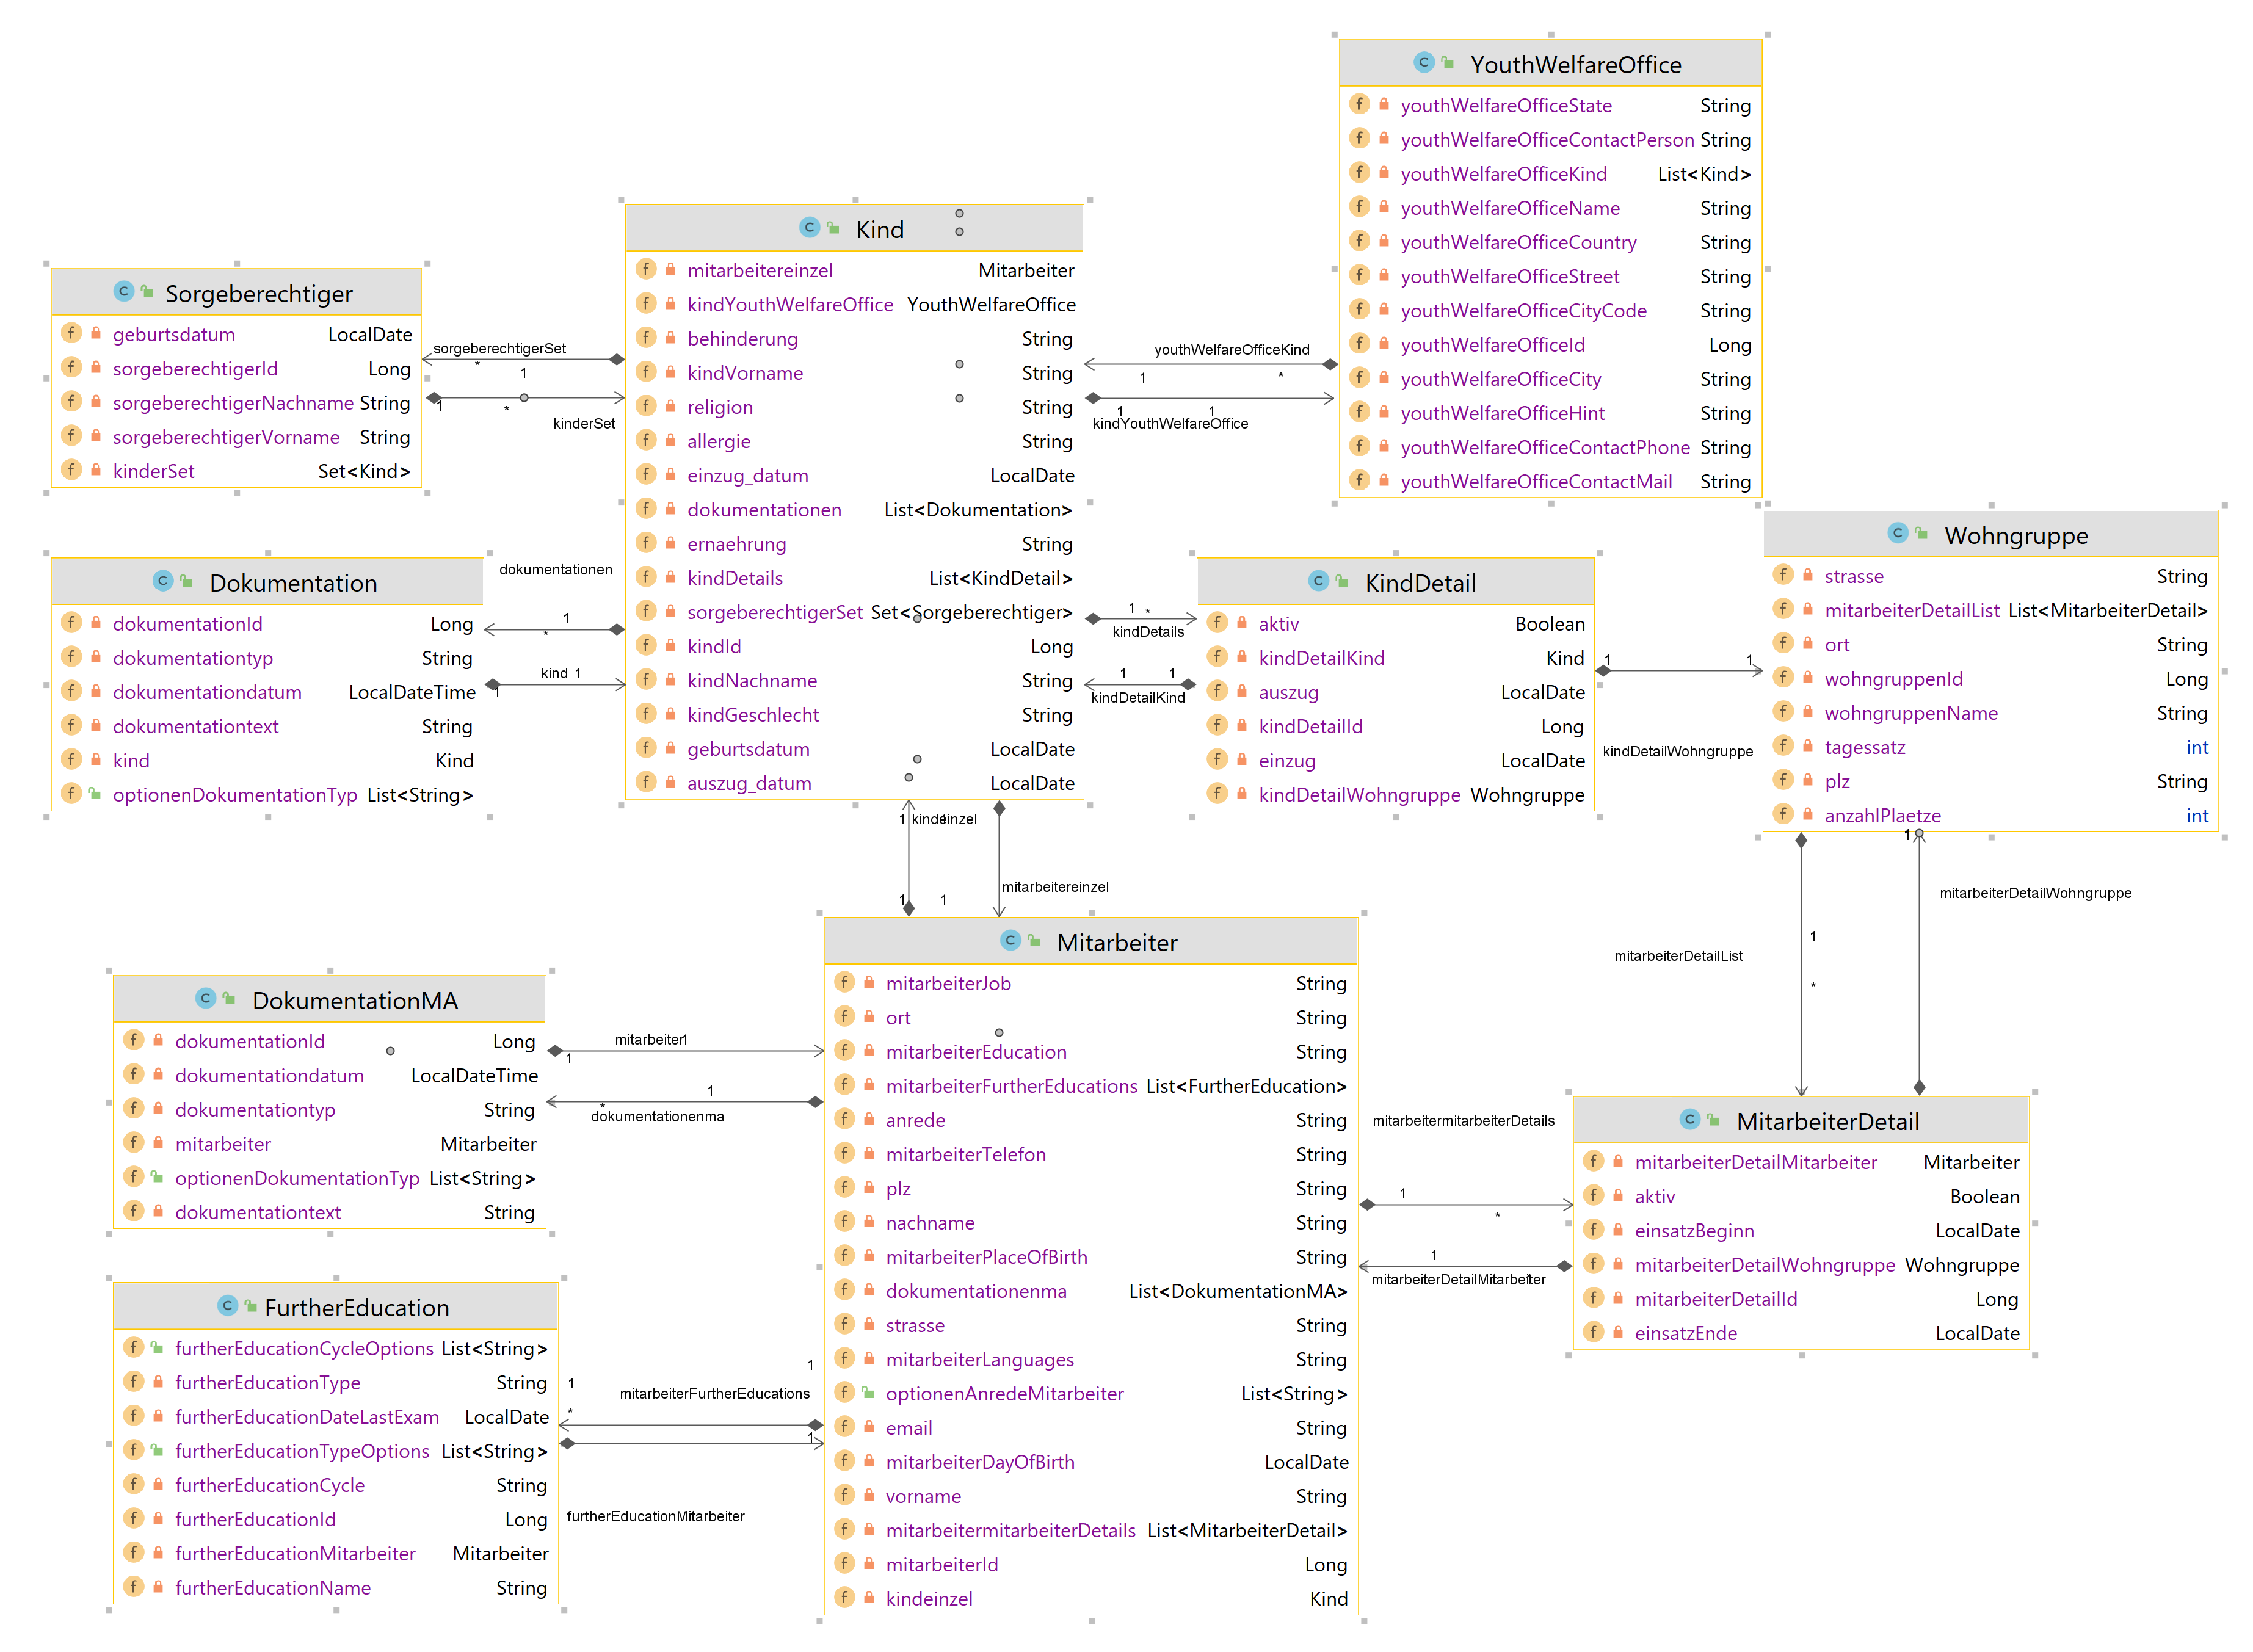 YouthWelfareOffice
youthWelfareOfficeState String
youthWelfareOfficeContactPerson String
youthWelfareOfficeKind List<Kind>
youthWelfareOfficeName String
youthWelfareOfficeCountry String
youthWelfareOfficeStreet String
youthWelfareOfficeCityCode String
youthWelfareOfficeId Long
youthWelfareOfficeCity String
youthWelfareOfficeHint String
youthWelfareOfficeContactPhone String
youthWelfareOfficeContactMail String
Kind
mitarbeitereinzel Mitarbeiter
kindYouthWelfareOffice YouthWelfareOffice
behinderung String
kindVorname String
religion String
allergie String
einzug_datum LocalDate
dokumentationen List<Dokumentation>
ernaehrung String
kindDetails List<KindDetail>
sorgeberechtigerSet Set<Sorgeberechtiger>
kindId Long
kindNachname String
kindGeschlecht String
geburtsdatum LocalDate
auszug_datum LocalDate
Sorgeberechtiger
geburtsdatum LocalDate
sorgeberechtigerId Long
sorgeberechtigerNachname String
sorgeberechtigerVorname String
kinderSet Set<Kind>
sorgeberechtigerSet
*
1
1
*
kinderSet
youthWelfareOfficeKind
1
*
1
1
kindYouthWelfareOffice
Dokumentation
dokumentationId Long
dokumentationtyp String
dokumentationdatum LocalDateTime
dokumentationtext String
kind Kind
optionenDokumentationTyp List<String>
dokumentationen
1
*
kind 1
1
KindDetail
aktiv Boolean
kindDetailKind Kind
auszug LocalDate
kindDetailId Long
einzug LocalDate
kindDetailWohngruppe Wohngruppe
1 *
kindDetails
1 1
kindDetailKind
Wohngruppe
strasse String
mitarbeiterDetailList List<MitarbeiterDetail>
ort String
wohngruppenId Long
wohngruppenName String
tagessatz int
plz String
anzahlPlaetze int
1 1
kindDetailWohngruppe
1 kindeinzel 1
mitarbeitereinzel
1 1
1
mitarbeiterDetailWohngruppe
1
mitarbeiterDetailList
*
Mitarbeiter
mitarbeiterJob String
ort String
mitarbeiterEducation String
mitarbeiterFurtherEducations List<FurtherEducation>
anrede String
mitarbeiterTelefon String
plz String
nachname String
mitarbeiterPlaceOfBirth String
dokumentationenma List<DokumentationMA>
strasse String
mitarbeiterLanguages String
optionenAnredeMitarbeiter List<String>
email String
mitarbeiterDayOfBirth LocalDate
vorname String
mitarbeitermitarbeiterDetails List<MitarbeiterDetail>
mitarbeiterId Long
kindeinzel Kind
DokumentationMA
dokumentationId Long
dokumentationdatum LocalDateTime
dokumentationtyp String
mitarbeiter Mitarbeiter
optionenDokumentationTyp List<String>
dokumentationtext String
mitarbeiter 1
1
1
*
dokumentationenma
MitarbeiterDetail
mitarbeiterDetailMitarbeiter Mitarbeiter
aktiv Boolean
einsatzBeginn LocalDate
mitarbeiterDetailWohngruppe Wohngruppe
mitarbeiterDetailId Long
einsatzEnde LocalDate
mitarbeitermitarbeiterDetails
1
*
1
mitarbeiterDetailMitarbeiter 1
FurtherEducation
furtherEducationCycleOptions List<String>
furtherEducationType String
furtherEducationDateLastExam LocalDate
furtherEducationTypeOptions List<String>
furtherEducationCycle String
furtherEducationId Long
furtherEducationMitarbeiter Mitarbeiter
furtherEducationName String
1
1
mitarbeiterFurtherEducations
*
1
furtherEducationMitarbeiter